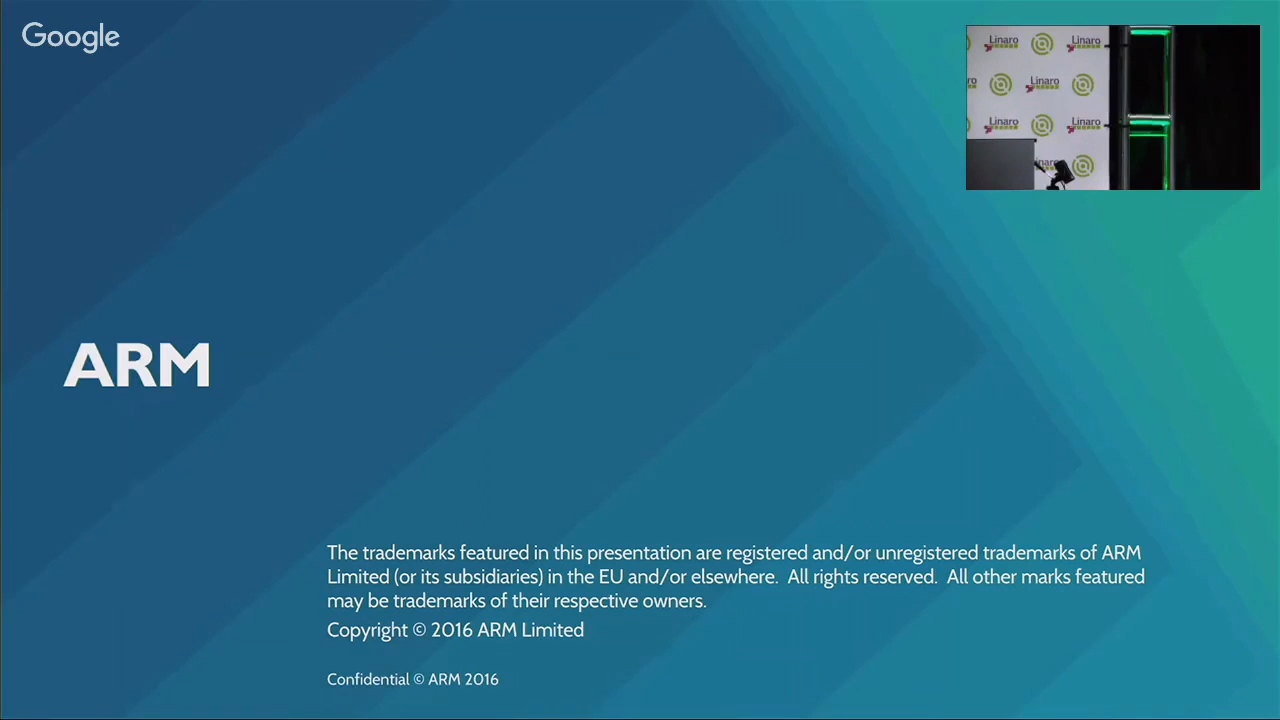 Google
Linaro Linaro
aro Linaro
Linaro Linaro
inaro
ARM
The trademarks featured in this presentation are registered and/or unregistered trademarks of ARM
Limited (or its subsidiaries) in the EU and/or elsewhere.  All rights reserved.  All other marks featured
may be trademarks of their respective owners.
Copyright © 2016 ARM Limited
Confidential © ARM 2016